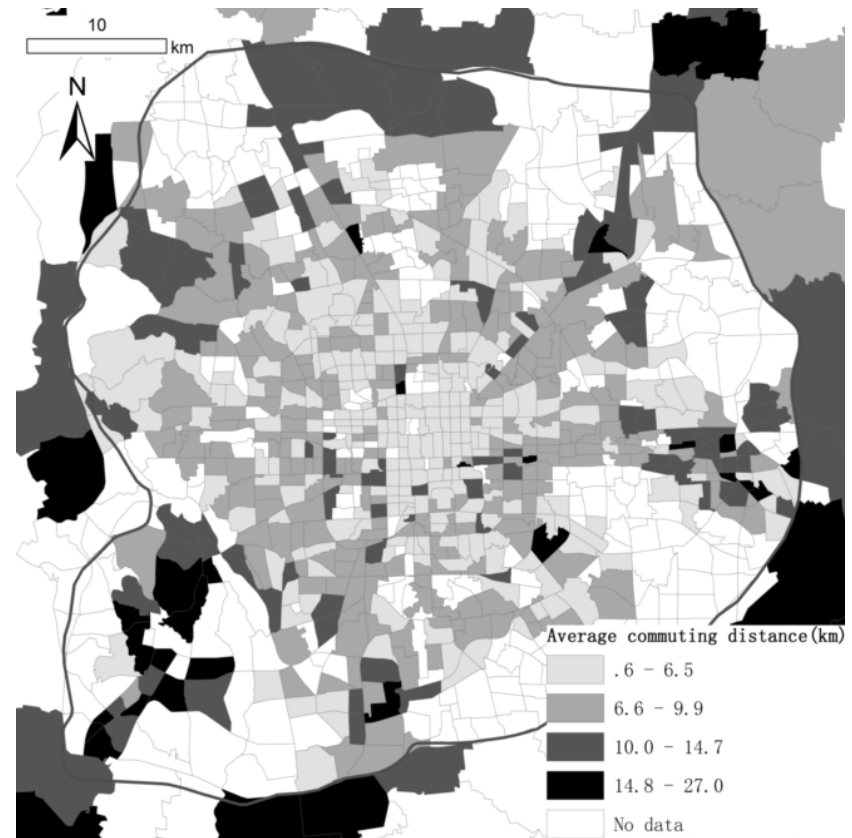 10
km
N
Average commuting distance(km)
.6 - 6.5
6.6 - 9.9
10.0 - 14.7
14.8 - 27.0
No data